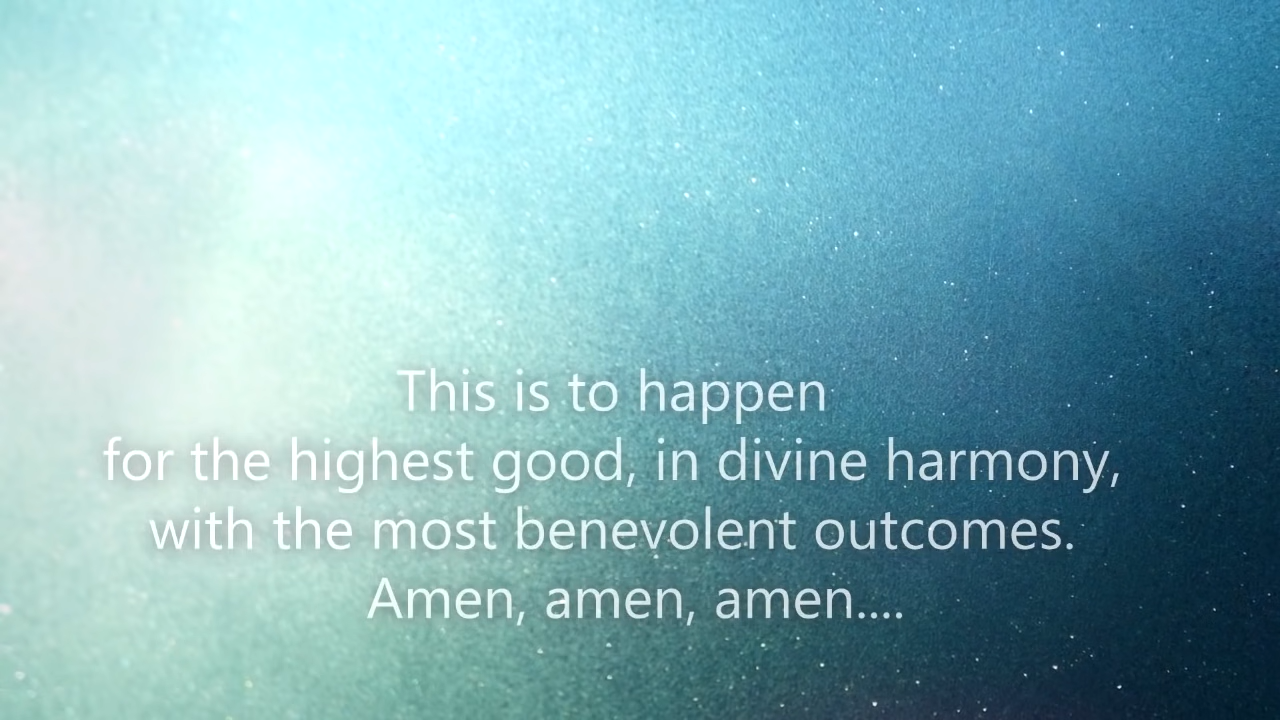 This is to happen
for the highest good, in divine harmony,
with the most benevolent outcomes.
Amen, amen, amen....